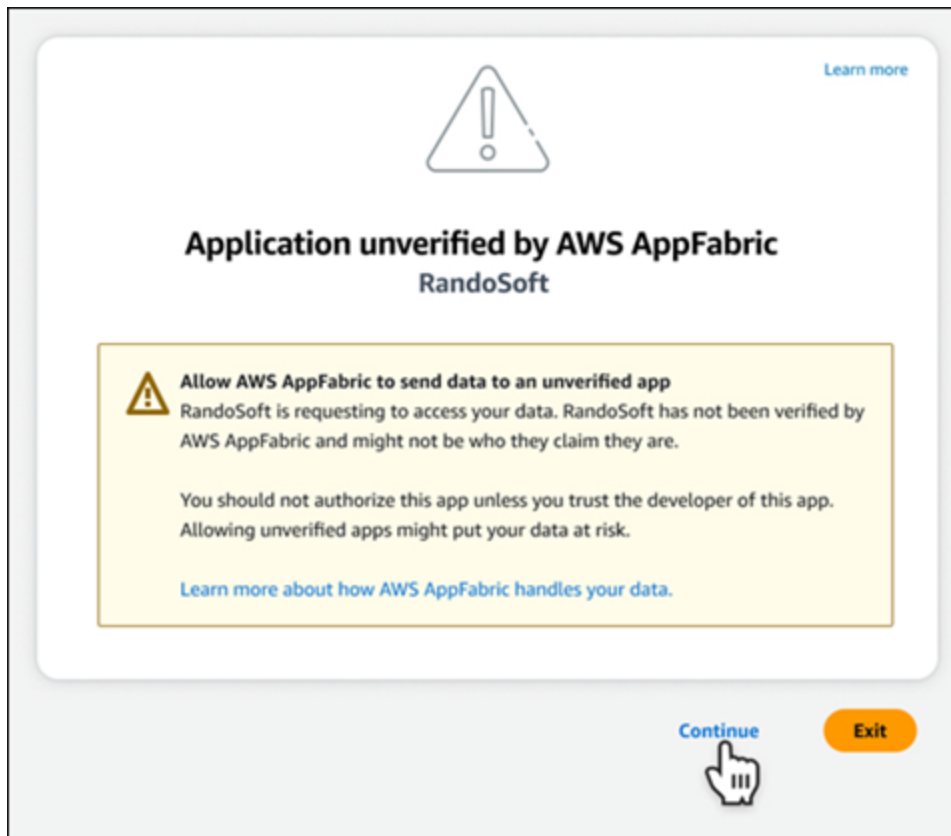 Learn more
Application unverified by AWS AppFabric
RandoSoft
Allow AWS AppFabric to send data to an unverified app
RandoSoft is requesting to access your data. RandoSoft has not been verified by
AWS AppFabric and might not be who they claim they are.
You should not authorize this app unless you trust the developer of this app.
Allowing unverified apps might put your data at risk.
Learn more about how AWS AppFabric handles your data.
Continue
Exit